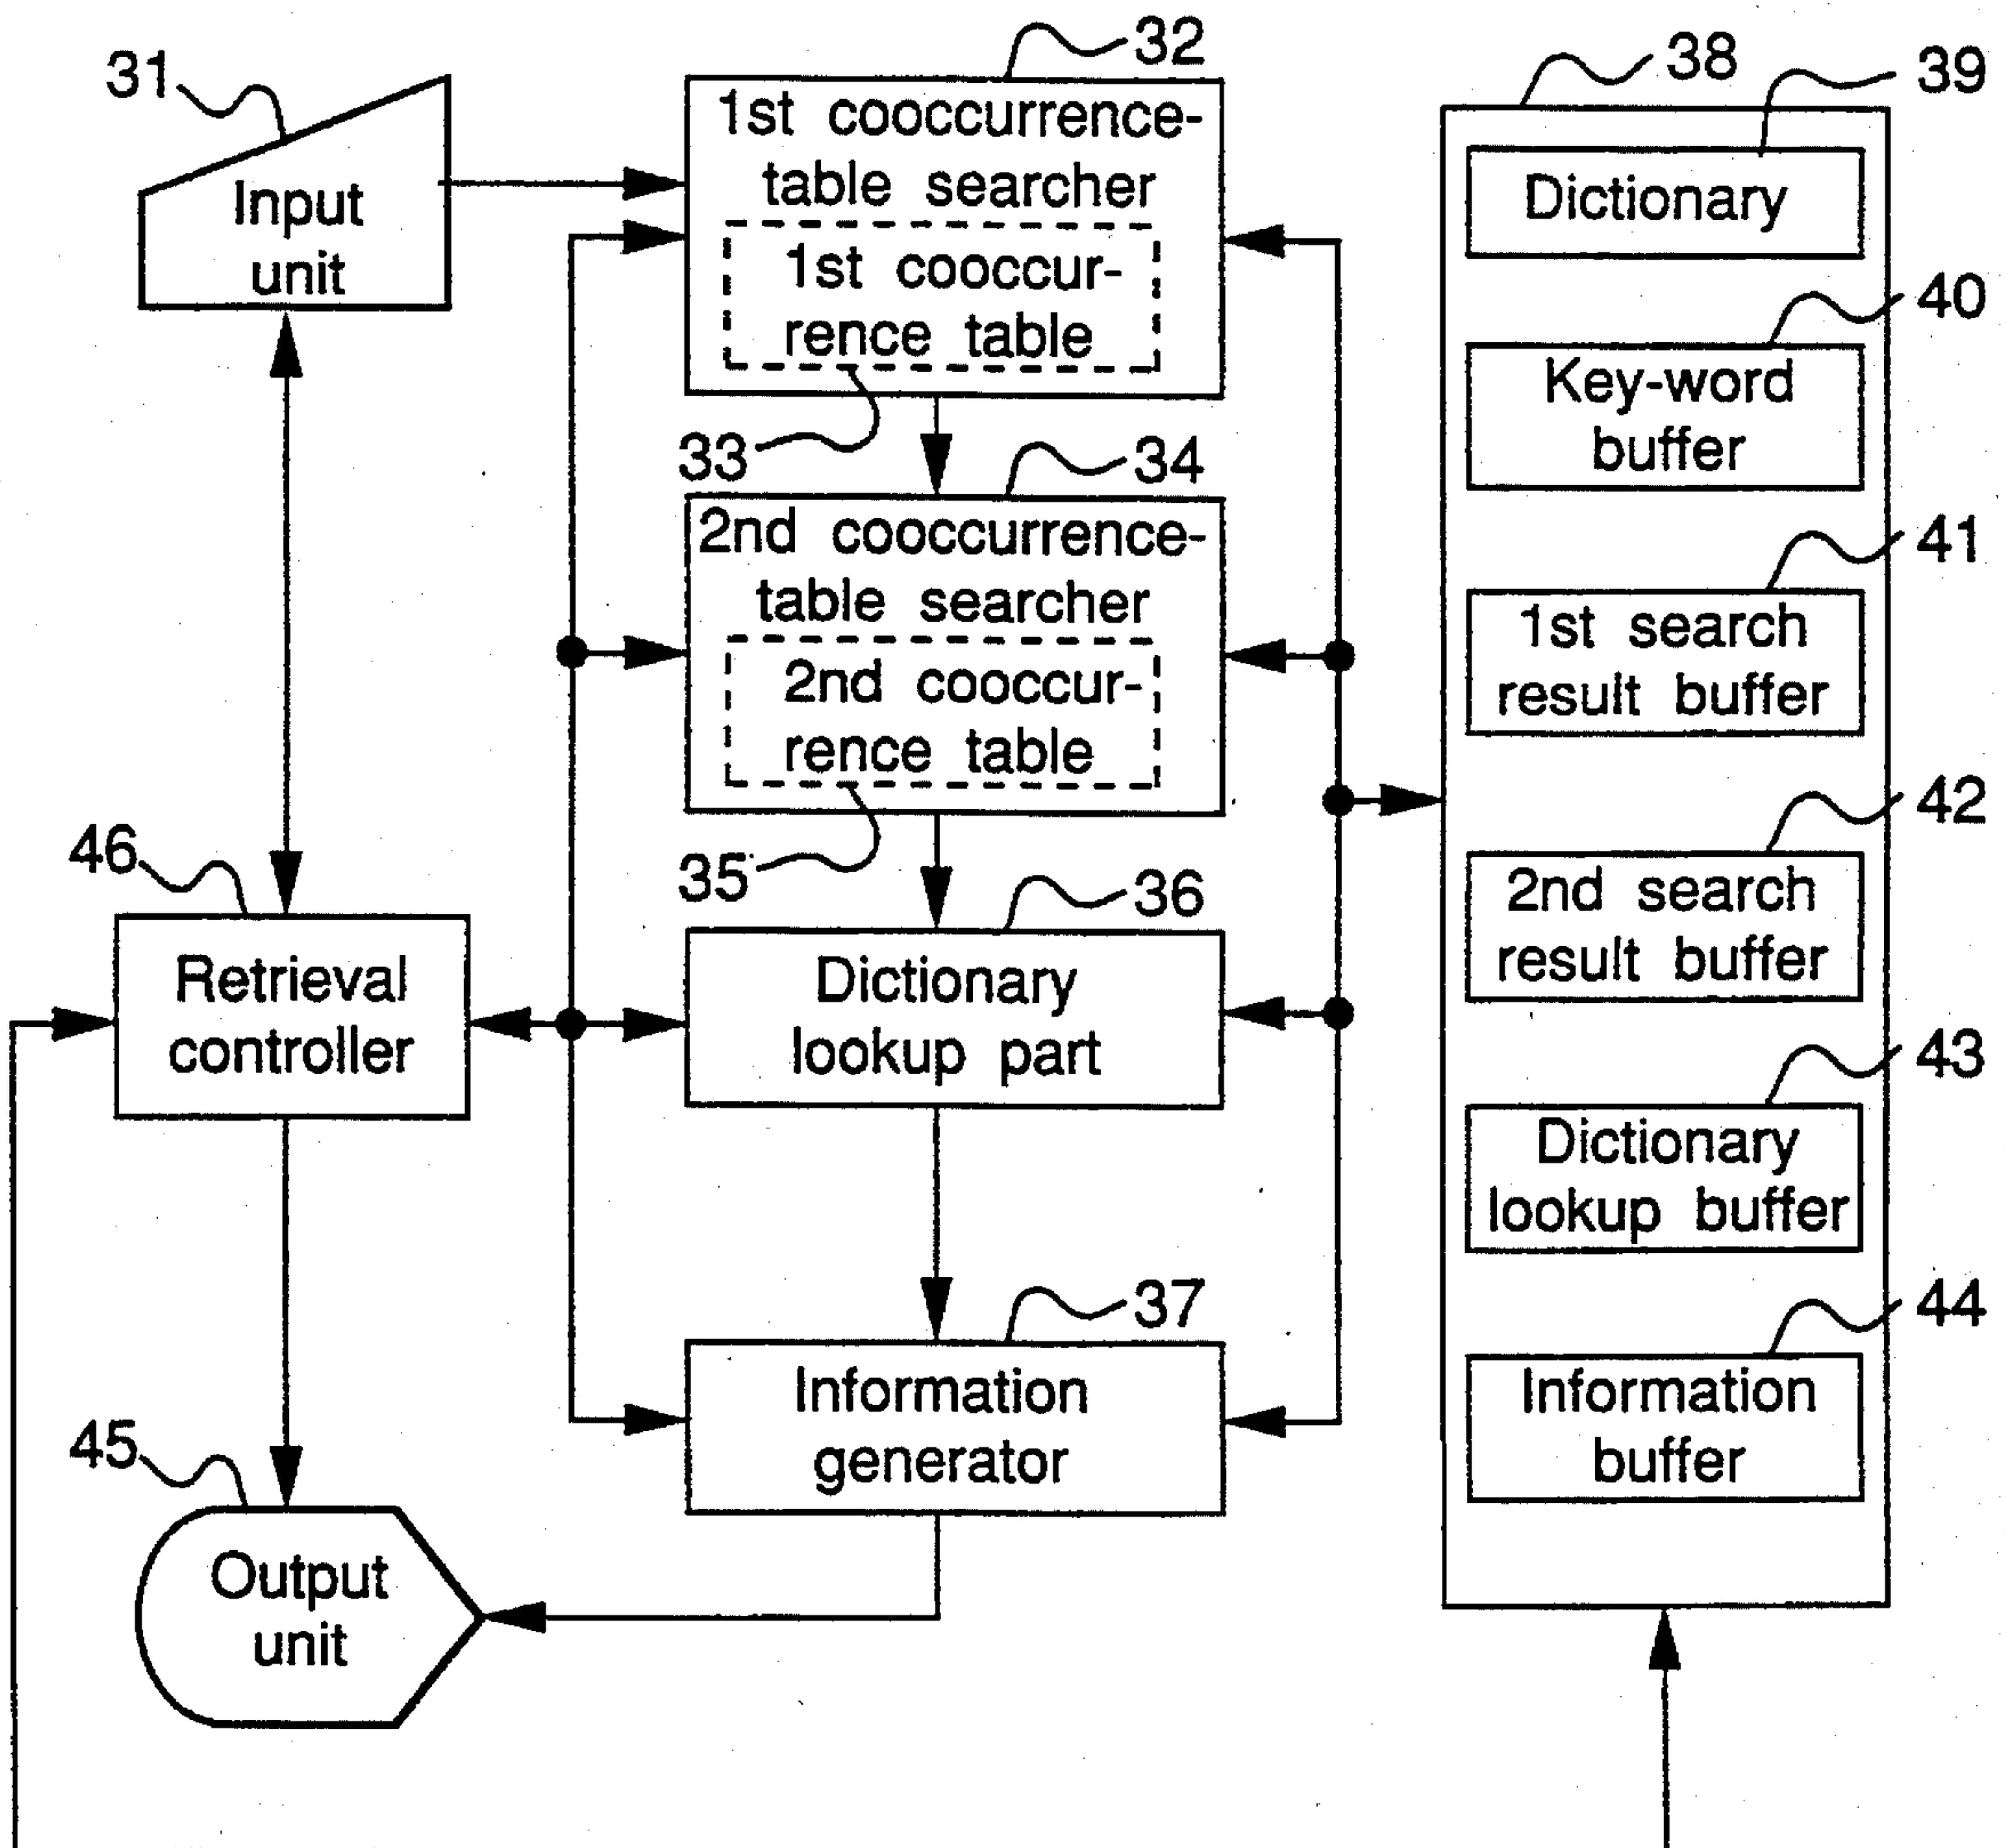 31
Input
unit
32
1st cooccurrence-
table searcher
1st cooccur-
rence table
33
34
2nd cooccurrence-
table searcher
2nd cooccur-
rence table
35
46
Retrieval
controller
36
Dictionary
lookup part
37
Information
generator
45
Output
unit
38
39
Dictionary
40
Key-word
buffer
41
1st search
result buffer
42
2nd search
result buffer
43
Dictionary
lookup buffer
44
Information
buffer